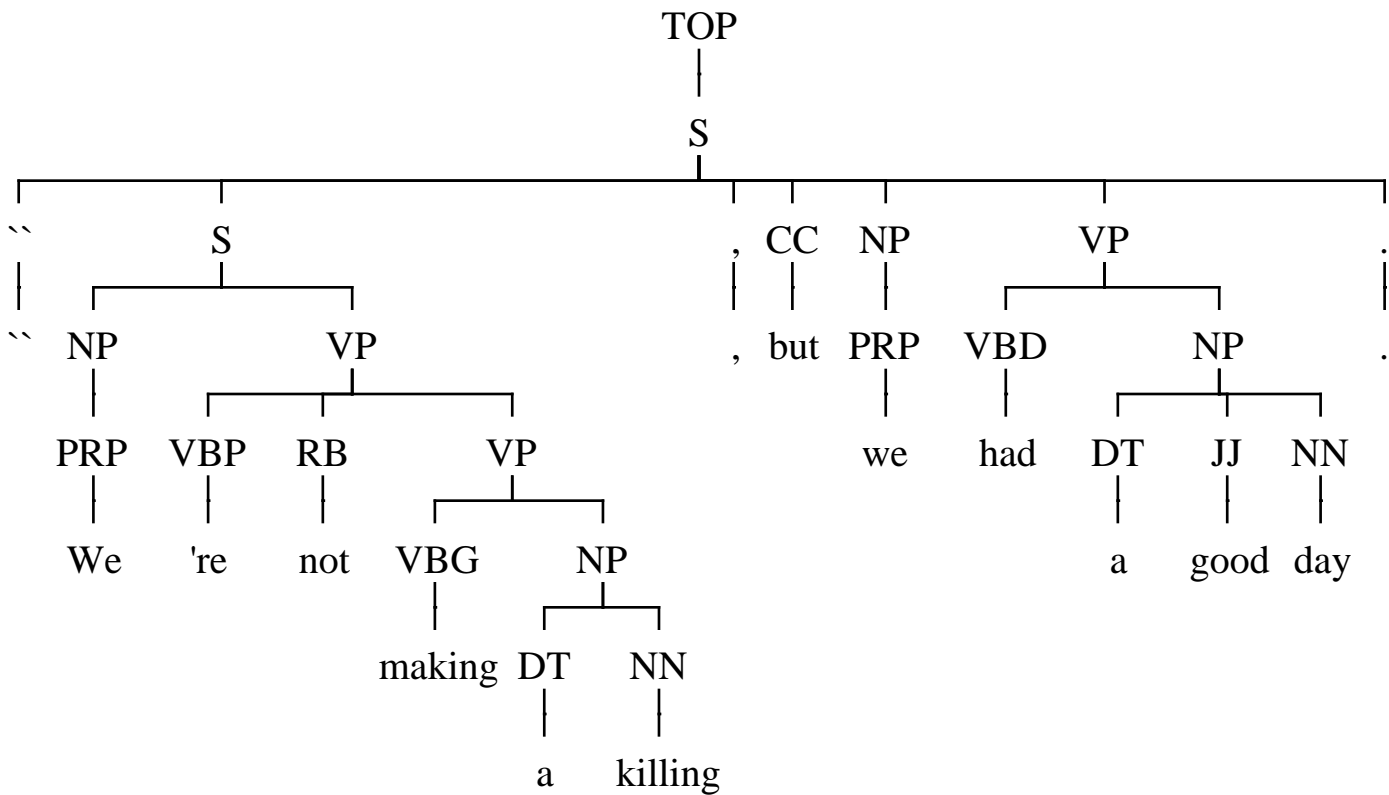 TOP
S
`` S , CC NP VP .
`` NP VP , but PRP VBD NP .
PRP VBP RB VP we had DT JJ NN
We 're not VBG NP a good day
making DT NN
a killing